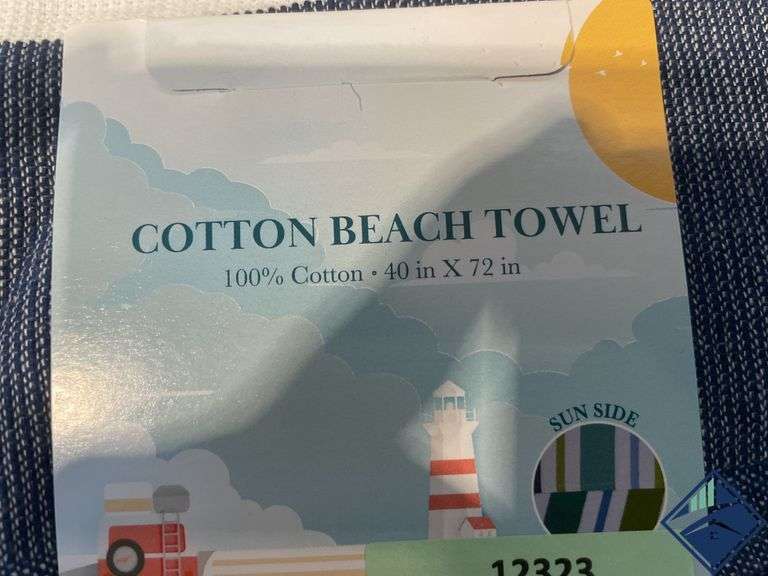 COTTON BEACH TOWEL
100% Cotton • 40 in X 72 in
SUN SIDE
12323